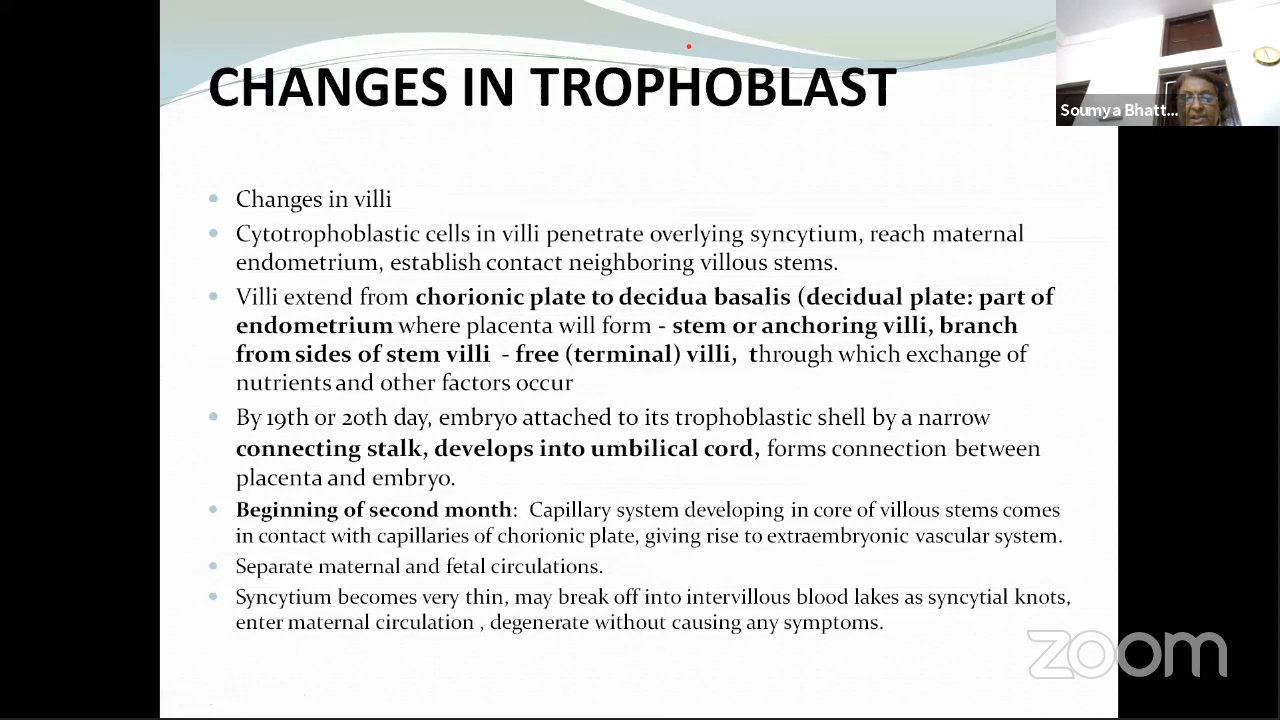 CHANGES IN TROPHOBLAST
Soumya Bhatt...
Changes in villi
Cytotrophoblastic cells in villi penetrate overlying syncytium, reach maternal
endometrium, establish contact neighboring villous stems.
Villi extend from chorionic plate to decidua basalis (decidual plate: part of
endometrium where placenta will form - stem or anchoring villi, branch
from sides of stem villi - free (terminal) villi, through which exchange of
nutrients and other factors occur
By 19th or 20th day, embryo attached to its trophoblastic shell by a narrow
connecting stalk, develops into umbilical cord, forms connection between
placenta and embryo.
Beginning of second month: Capillary system developing in core of villous stems comes
in contact with capillaries of chorionic plate, giving rise to extraembryonic vascular system.
Separate maternal and fetal circulations.
Syncytium becomes very thin, may break off into intervillous blood lakes as syncytial knots,
enter maternal circulation , degenerate without causing any symptoms.
zoom